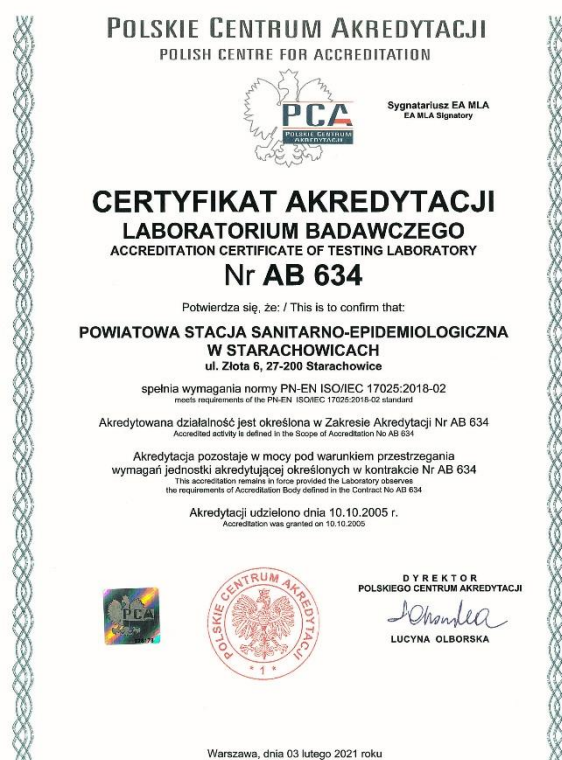 POLSKIE CENTRUM AKREDYTACJI
POLISH CENTRE FOR ACCREDITATION
PCA
POLSKIE CENTRUM
AKREDYTACJI
Sygnatariusz EA MLA
EA MLA Signatory
CERTYFIKAT AKREDYTACJI
LABORATORIUM BADAWCZEGO
ACCREDITATION CERTIFICATE OF TESTING LABORATORY
Nr AB 634
Potwierdza się, że: / This is to confirm that:
POWIATOWA STACJA SANITARNO-EPIDEMIOLOGICZNA
W STARACHOWICACH
ul. Złota 6, 27-200 Starachowice
spełnia wymagania normy PN-EN ISO/IEC 17025:2018-02
meets requirements of the PN-EN ISO/IEC 17025:2018-02 standard
Akredytowana działalność jest określona w Zakresie Akredytacji Nr AB 634
Accredited activity is defined in the Scope of Accreditation No AB 634
Akredytacja pozostaje w mocy pod warunkiem przestrzegania
wymagań jednostki akredytującej określonych w kontrakcie Nr AB 634
This accreditation remains in force provided the Laboratory observes
the requirements of Accreditation Body defined in the Contract No AB 634
Akredytacji udzielono dnia 10.10.2005 r.
Accreditation was granted on 10.10.2005
PCA
POLSKIE CENTRUM AKREDYTACJI
* 1 *
DYREKTOR
POLSKIEGO CENTRUM AKREDYTACJI
LUCYNA OLBORSKA
Warszawa, dnia 03 lutego 2021 roku